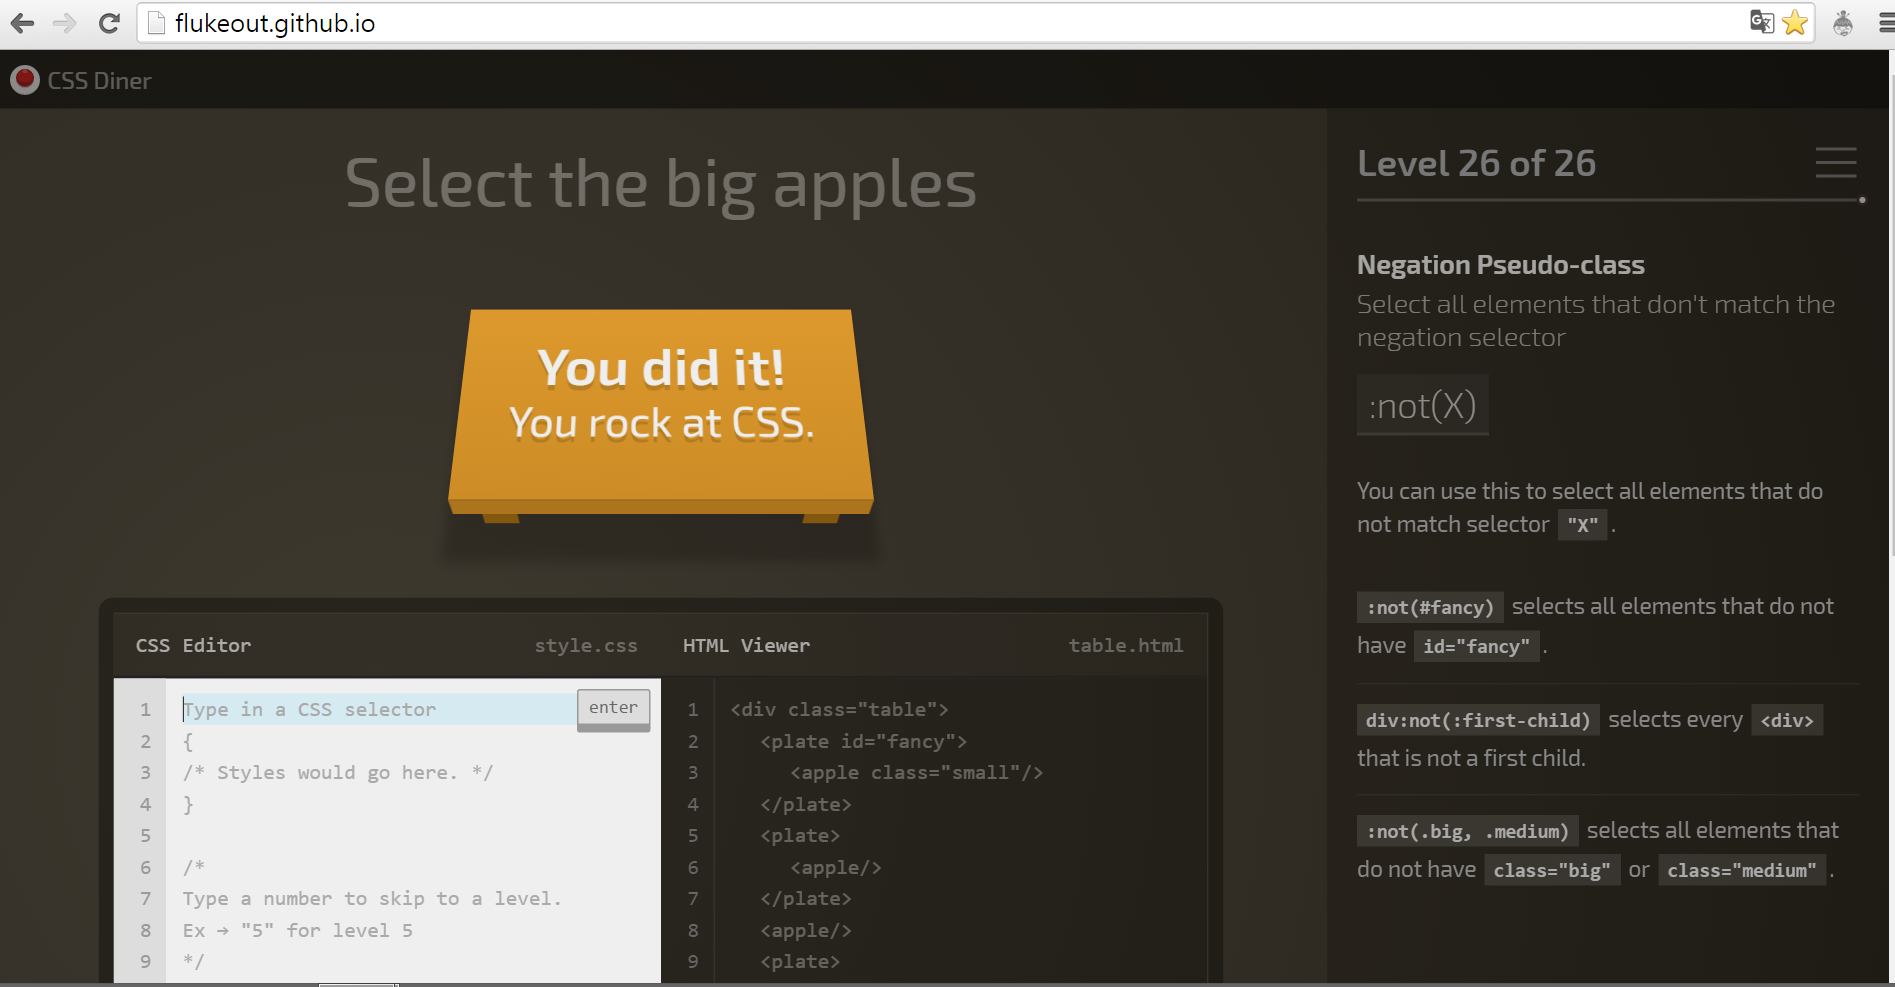 flukeout.github.io
CSS Diner
Select the big apples
You did it!
You rock at CSS.
CSS Editor
style.css
HTML Viewer
table.html
1 Type in a CSS selector
enter
2 {
3 /* Styles would go here. */
4 }
5
6 /*
7 Type a number to skip to a level.
8 Ex → "5" for level 5
9 */
1 <div class="table">
2 <plate id="fancy">
3 <apple class="small"/>
4 </plate>
5 <plate>
6 <apple/>
7 </plate>
8 <apple/>
9 <plate>
Level 26 of 26
Negation Pseudo-class
Select all elements that don't match the
negation selector
:not(X)
You can use this to select all elements that do
not match selector "X" .
:not(#fancy) selects all elements that do not
have id="fancy" .
div:not(:first-child) selects every <div>
that is not a first child.
:not(.big, .medium) selects all elements that
do not have class="big" or class="medium" .